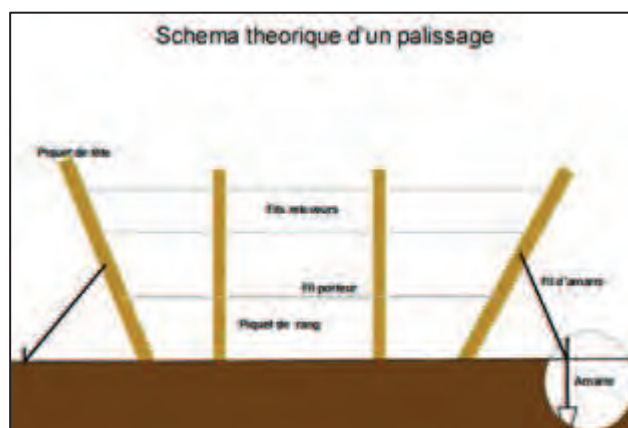 Schema theorique d'un palissage
Piquet de tête
Fils releveurs
Fil porteur
Fil d'amarre
Piquet de rang
Amarre